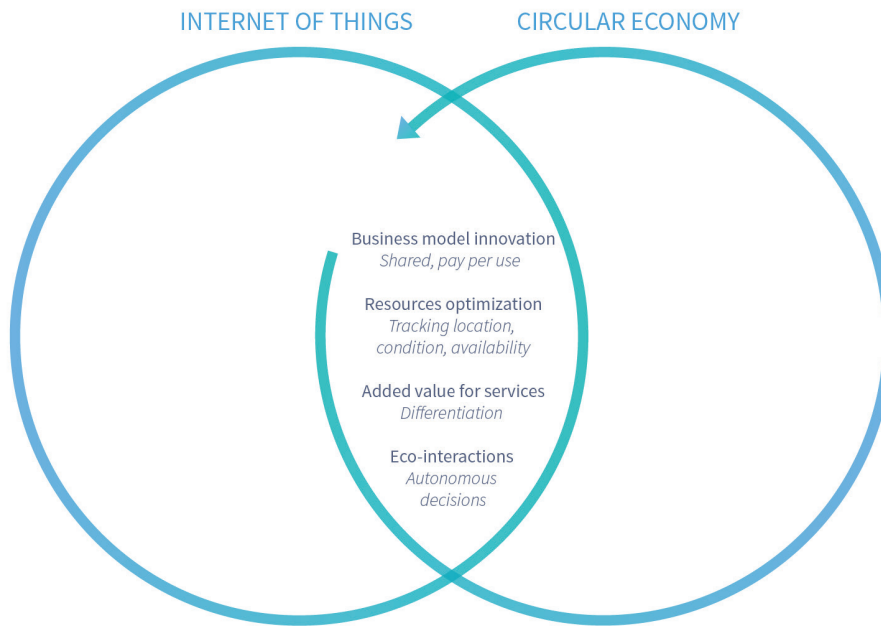 INTERNET OF THINGS
CIRCULAR ECONOMY
Business model innovation
Shared, pay per use
Resources optimization
Tracking location,
condition, availability
Added value for services
Differentiation
Eco-interactions
Autonomous
decisions